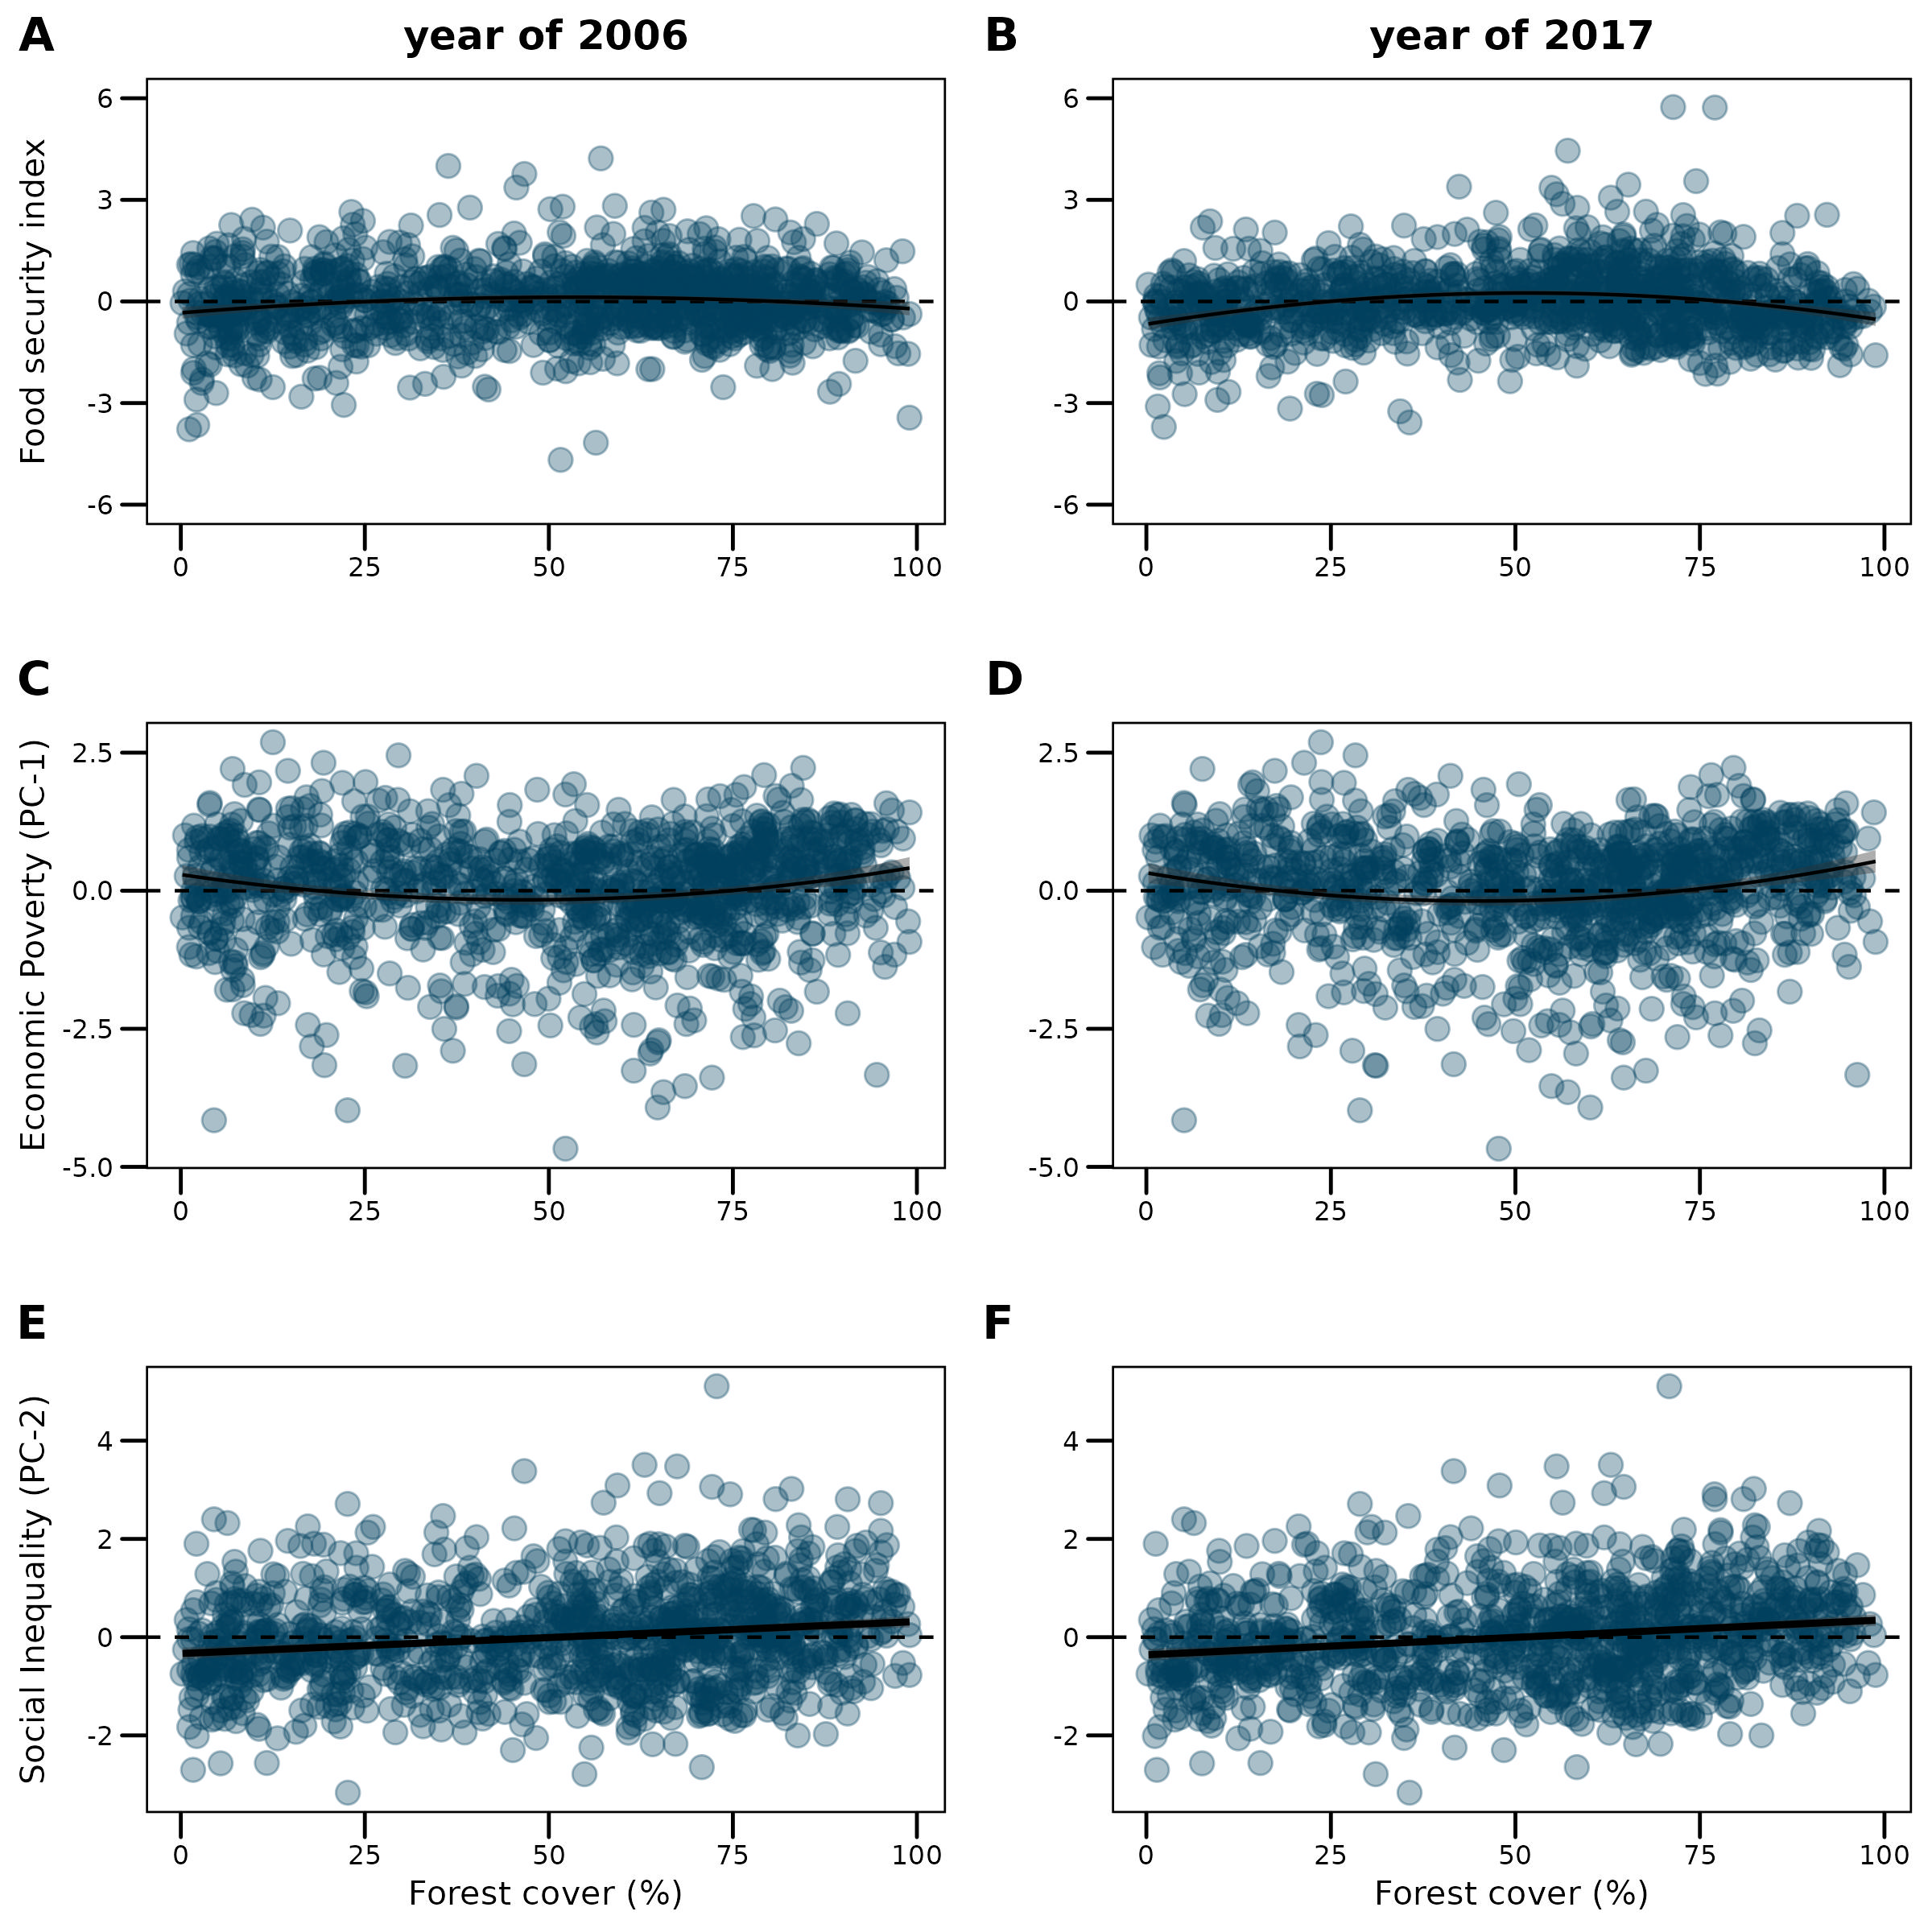 A year of 2006 B year of 2017
Food security index
6
3
0
-3
-6
0 25 50 75 100
6
3
0
-3
-6
0 25 50 75 100
C D
Economic Poverty (PC-1)
2.5
0.0
-2.5
-5.0
0 25 50 75 100
2.5
0.0
-2.5
-5.0
0 25 50 75 100
E F
Social Inequality (PC-2)
4
2
0
-2
0 25 50 75 100
Forest cover (%)
4
2
0
-2
0 25 50 75 100
Forest cover (%)